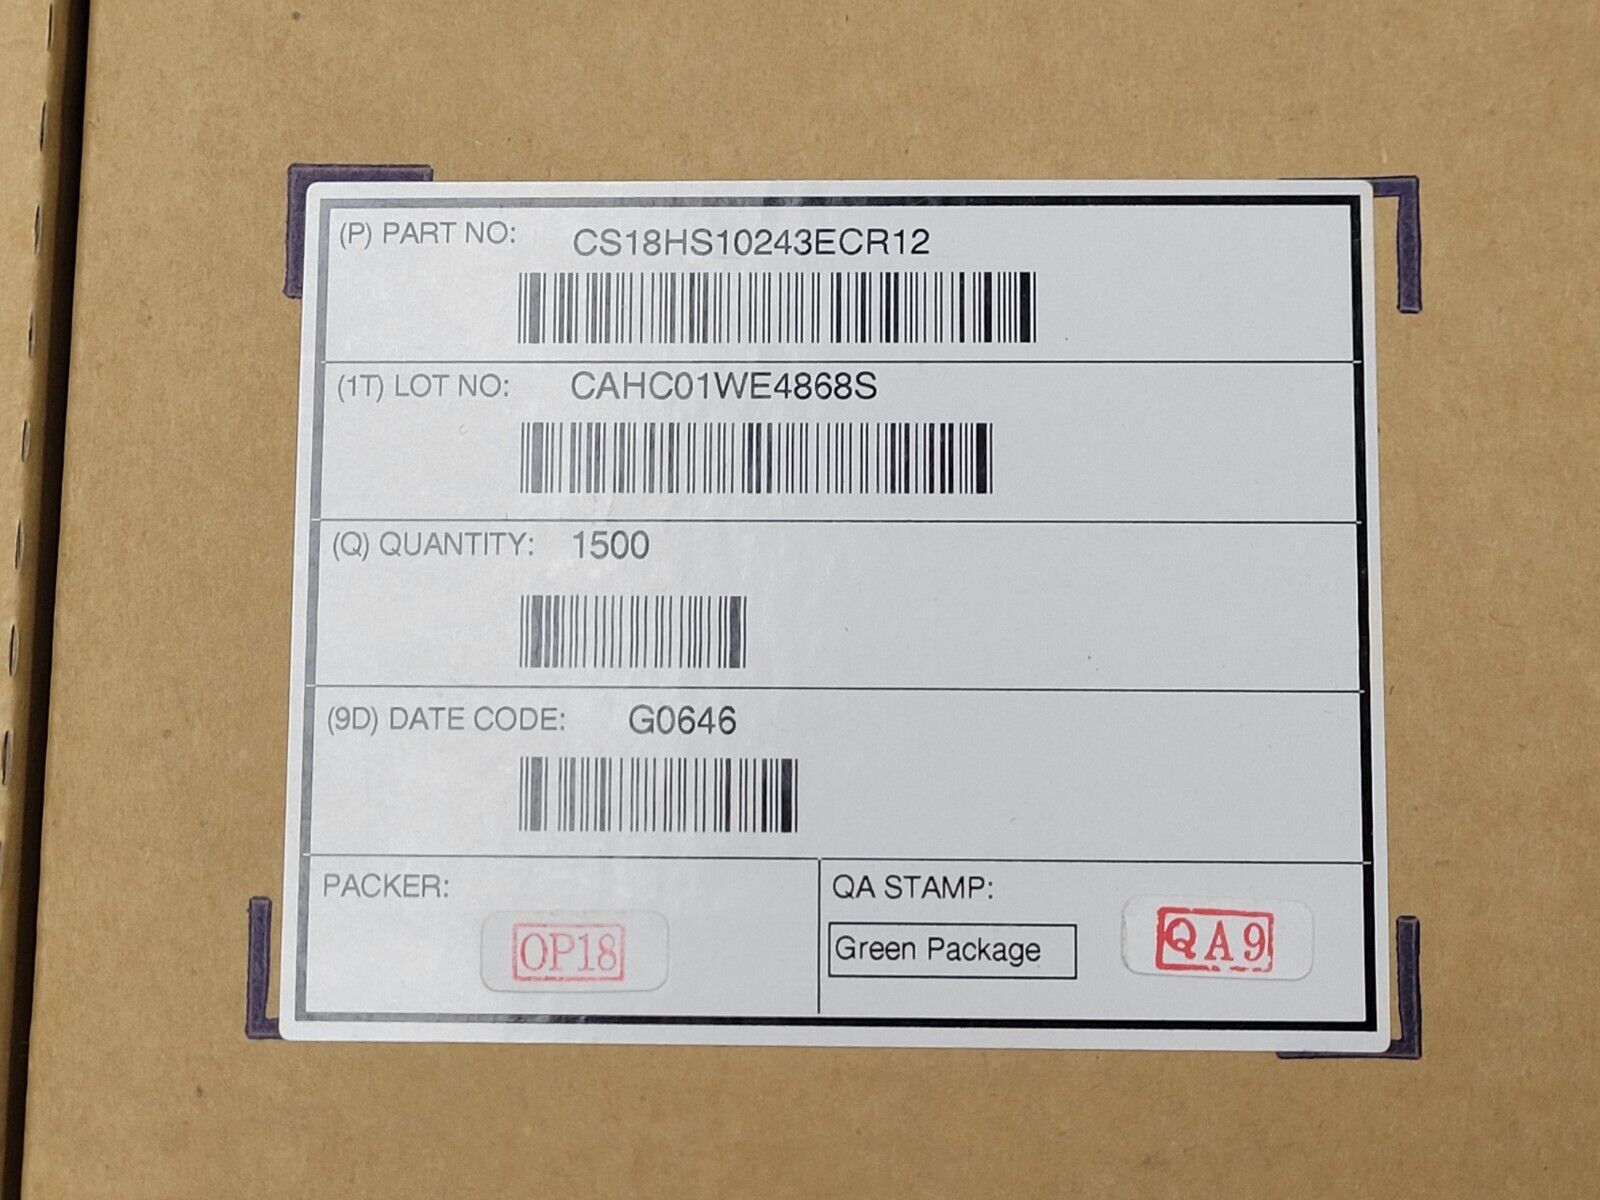 (P) PART NO: CS18HS10243ECR12
(1T) LOT NO: CAHC01WE4868S
(Q) QUANTITY: 1500
(9D) DATE CODE: G0646
PACKER:
OP18
QA STAMP:
Green Package
QA9